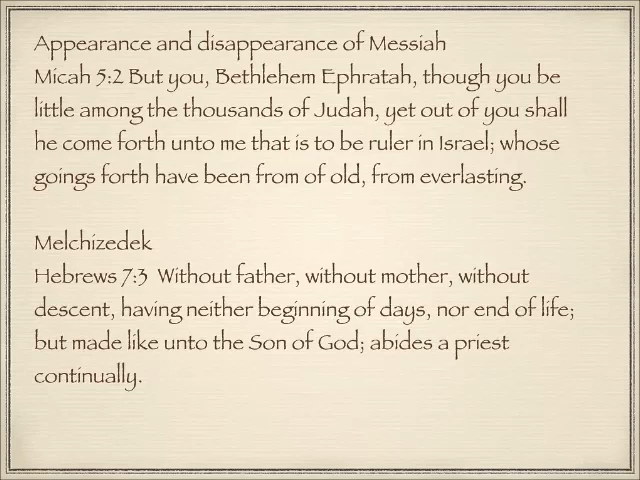 Appearance and disappearance of Messiah
Micah 5:2 But you, Bethlehem Ephratah, though you be
little among the thousands of Judah, yet out of you shall
he come forth unto me that is to be ruler in Israel; whose
goings forth have been from of old, from everlasting.
Melchizedek
Hebrews 7:3 Without father, without mother, without
descent, having neither beginning of days, nor end of life;
but made like unto the Son of God; abides a priest
continually.